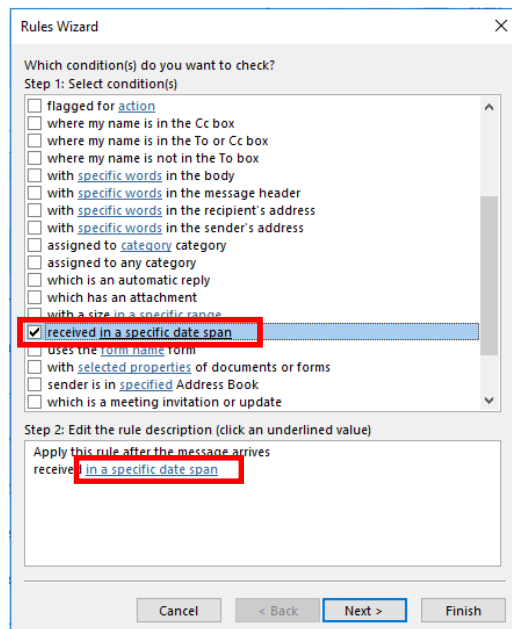 Rules Wizard
Which condition(s) do you want to check?
Step 1: Select condition(s)
flagged for action
where my name is in the Cc box
where my name is in the To or Cc box
where my name is not in the To box
with specific words in the body
with specific words in the message header
with specific words in the recipient's address
with specific words in the sender's address
assigned to category category
assigned to any category
which is an automatic reply
which has an attachment
with a size in a specific range
received in a specific date span
uses the form name form
with selected properties of documents or forms
sender is in specified Address Book
which is a meeting invitation or update
Step 2: Edit the rule description (click an underlined value)
Apply this rule after the message arrives
received in a specific date span
Cancel < Back Next > Finish